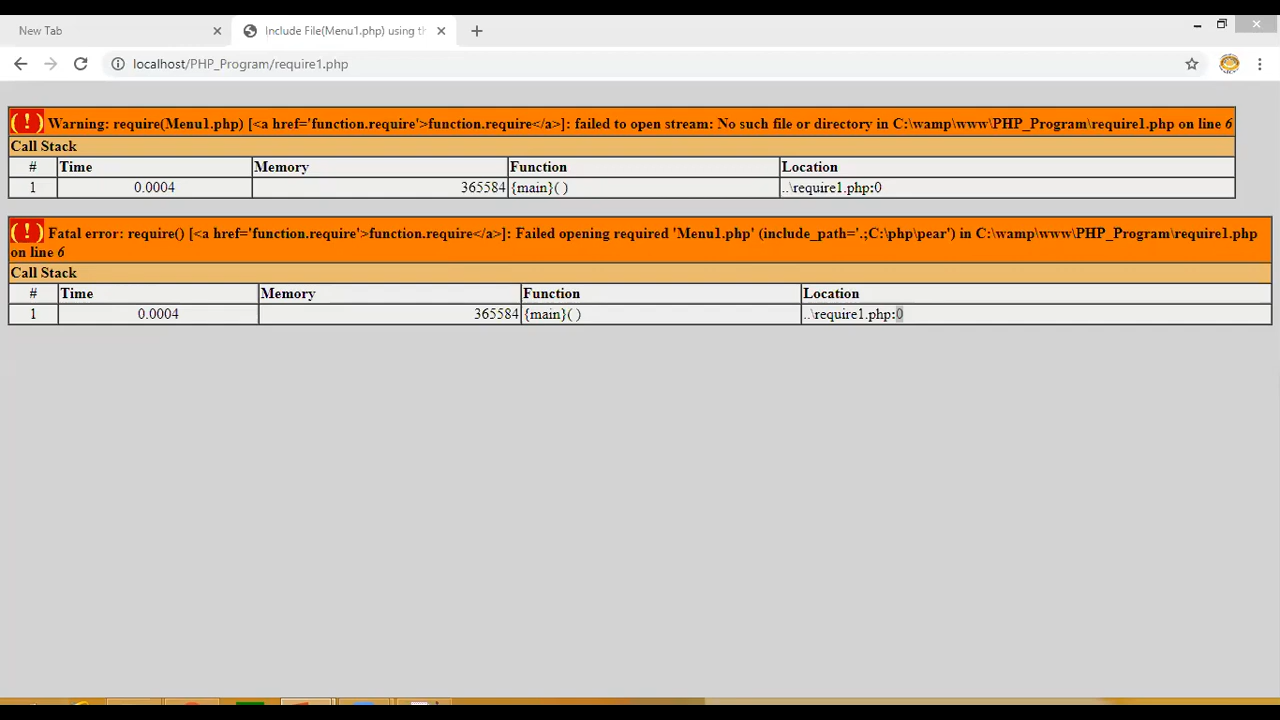 New Tab
Include File(Menu1.php) using th
localhost/PHP_Program/require1.php
( ! ) Warning: require(Menu1.php) [<a href='function.require'>function.require</a>]: failed to open stream: No such file or directory in C:\wamp\www\PHP_Program\require1.php on line 6
Call Stack
# Time Memory Function Location
1 0.0004 365584 {main}( ) ..\require1.php:0
( ! ) Fatal error: require() [<a href='function.require'>function.require</a>]: Failed opening required 'Menu1.php' (include_path='.;C:\php\pear') in C:\wamp\www\PHP_Program\require1.php
on line 6
Call Stack
# Time Memory Function Location
1 0.0004 365584 {main}( ) ..\require1.php:0